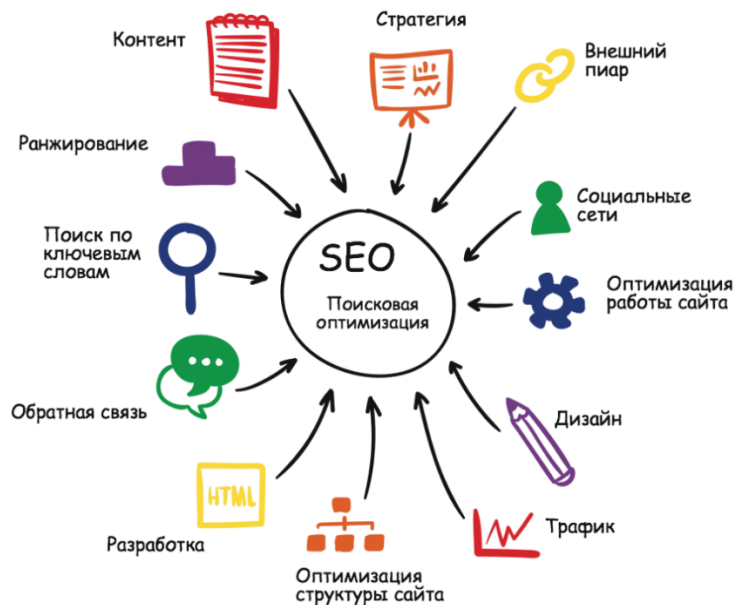 Контент
Стратегия
Внешний
пиар
Ранжирование
Социальные
сети
Поиск по
ключевым
словам
SEO
Поисковая
оптимизация
Оптимизация
работы сайта
Обратная связь
Дизайн
HTML
Разработка
Трафик
Оптимизация
структуры сайта